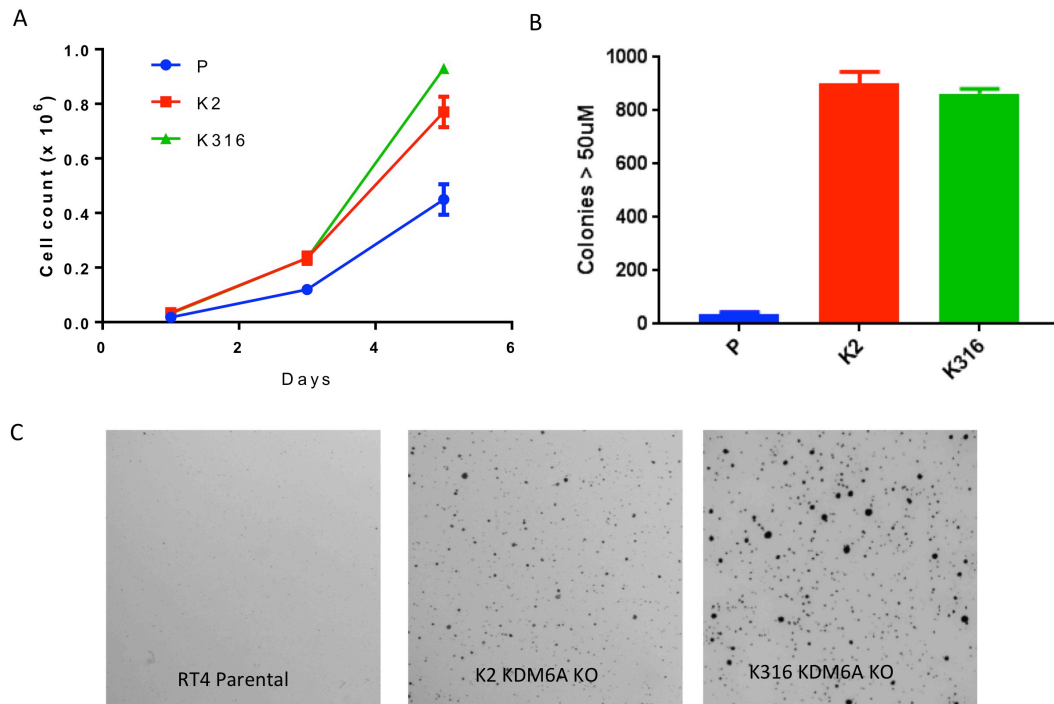 A
B
1.0
0.8
0.6
0.4
0.2
0.0
Cell count (x 10^6)
P
K2
K316
0
2
4
6
Days
1000
800
600
400
200
0
Colonies > 50uM
P
K2
K316
C
RT4 Parental
K2 KDM6A KO
K316 KDM6A KO